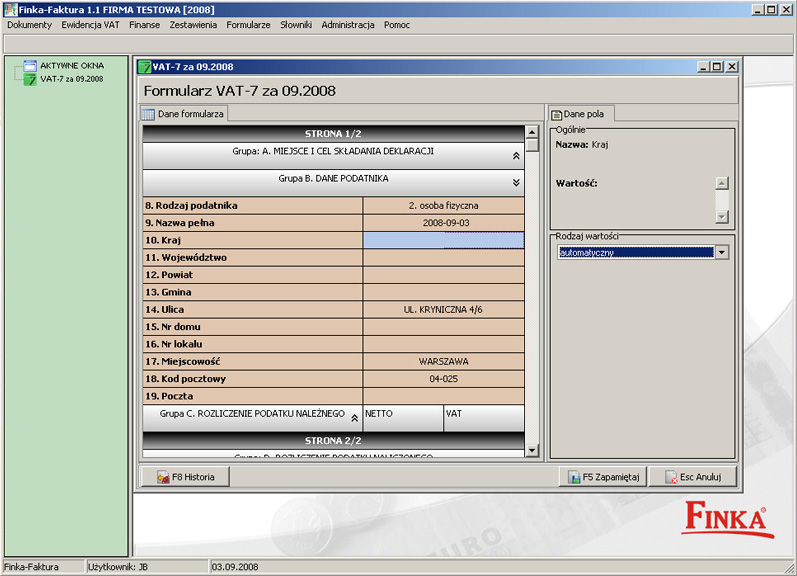 Finka-Faktura 1.1 FIRMA TESTOWA [2008]
Dokumenty Ewidencja VAT Finanse Zestawienia Formularze Słowniki Administracja Pomoc
AKTYWNE OKNA
VAT-7 za 09.2008
VAT-7 za 09.2008
Formularz VAT-7 za 09.2008
Dane formularza
STRONA 1/2
Grupa: A. MIEJSCE I CEL SKŁADANIA DEKLARACJI
Grupa B. DANE PODATNIKA
8. Rodzaj podatnika 2. osoba fizyczna
9. Nazwa pełna 2008-09-03
10. Kraj
11. Województwo
12. Powiat
13. Gmina
14. Ulica UL. KRYNICZNA 4/6
15. Nr domu
16. Nr lokalu
17. Miejscowość WARSZAWA
18. Kod pocztowy 04-025
19. Poczta
Grupa C. ROZLICZENIE PODATKU NALEŻNEGO NETTO VAT
STRONA 2/2
Grupa: D. ROZLICZENIE PODATKU NALICZONEGO
Dane pola
Ogólnie
Nazwa: Kraj
Wartość:
Rodzaj wartości
automatyczny
F8 Historia F5 Zapamiętaj Esc Anuluj
FINKA®
EURO
Finka-Faktura Użytkownik: JB 03.09.2008